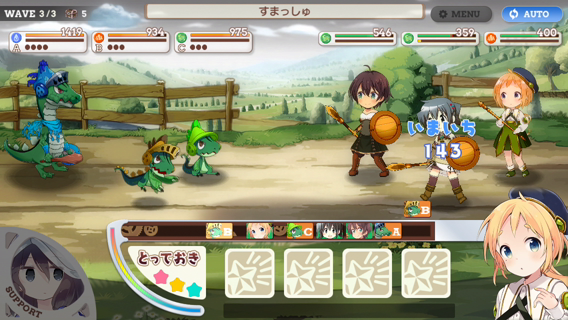 WAVE 3/3 5
すまっしゅ
MENU
AUTO
1419
934
975
546
359
400
A
B
C
いまいち
143
B
B C A
とっておき
SUPPORT